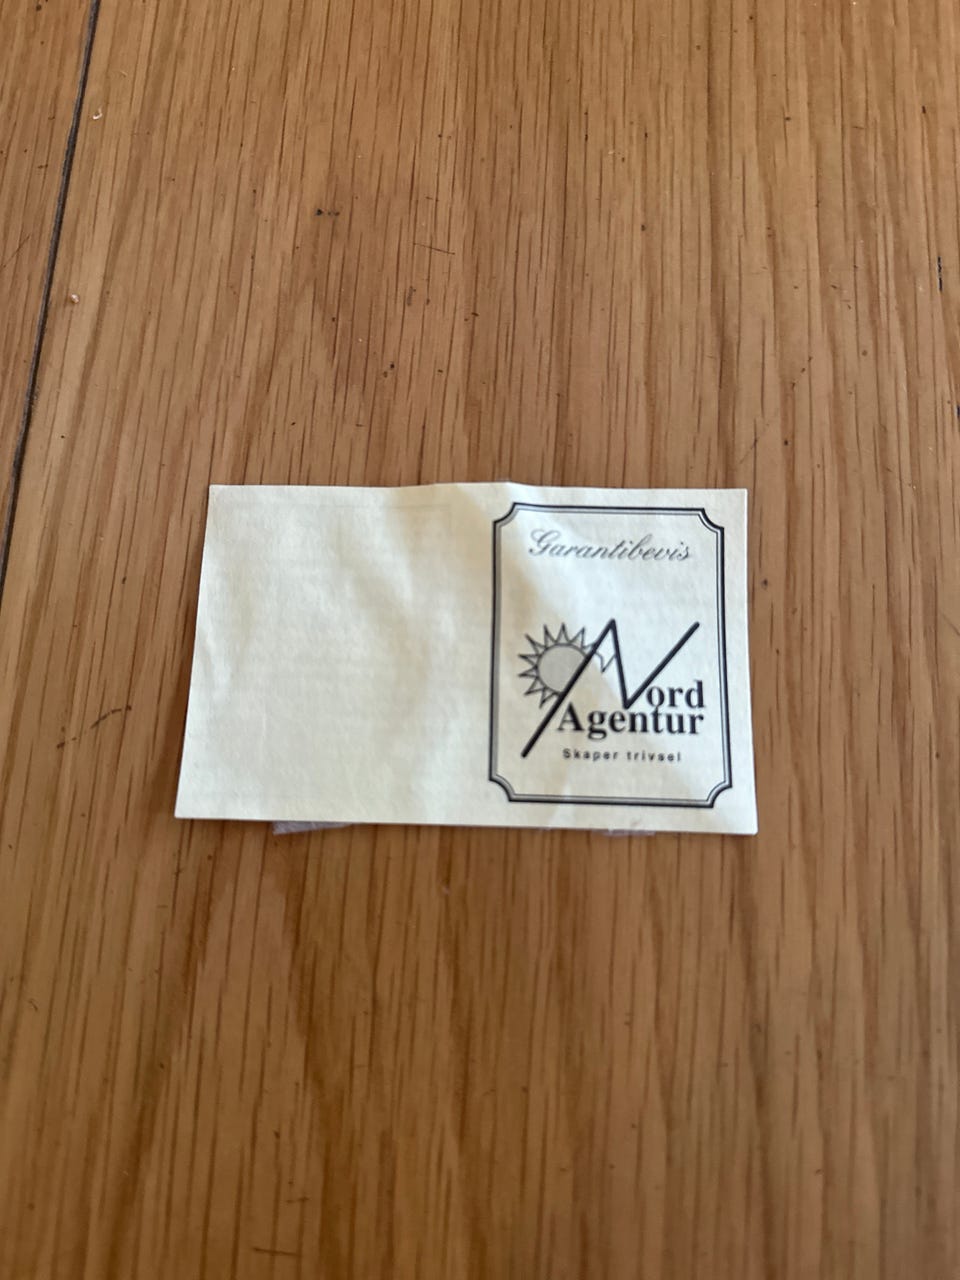 Garantibevis
Nord
Agentur
Skaper trivsel